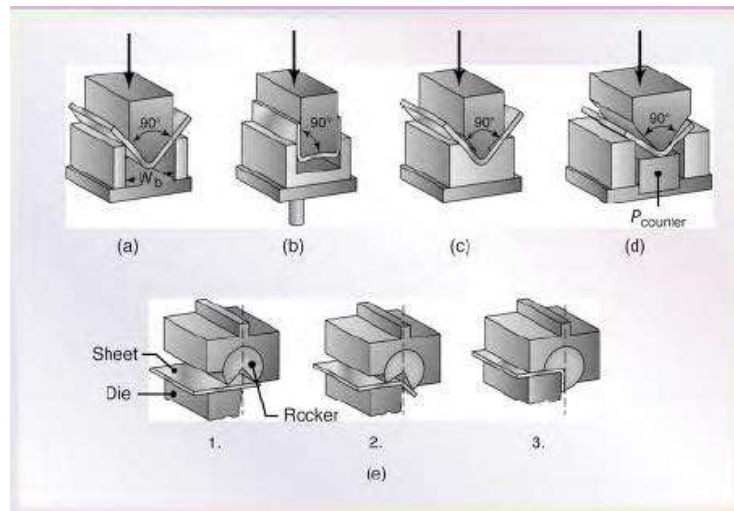 90° 90° 90° 90°
W_b
P_counter
(a) (b) (c) (d)
Sheet
Die
Rocker
1. 2. 3.
(e)